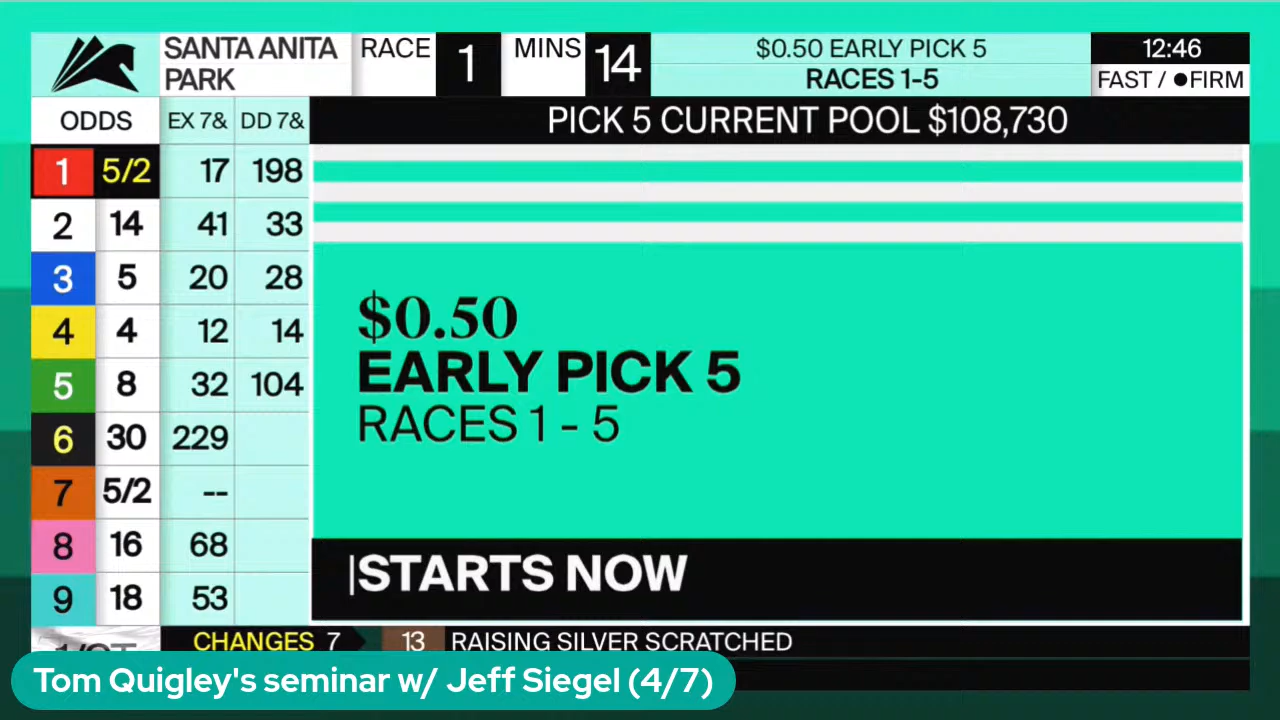 SANTA ANITA PARK
RACE 1
MINS 14
$0.50 EARLY PICK 5
RACES 1-5
12:46
FAST / ●FIRM
ODDS EX 7& DD 7&
PICK 5 CURRENT POOL $108,730
1 5/2 17 198
2 14 41 33
3 5 20 28
4 4 12 14
5 8 32 104
6 30 229
7 5/2 --
8 16 68
9 18 53
$0.50
EARLY PICK 5
RACES 1 - 5
STARTS NOW
CHANGES 7 13 RAISING SILVER SCRATCHED
Tom Quigley's seminar w/ Jeff Siegel (4/7)